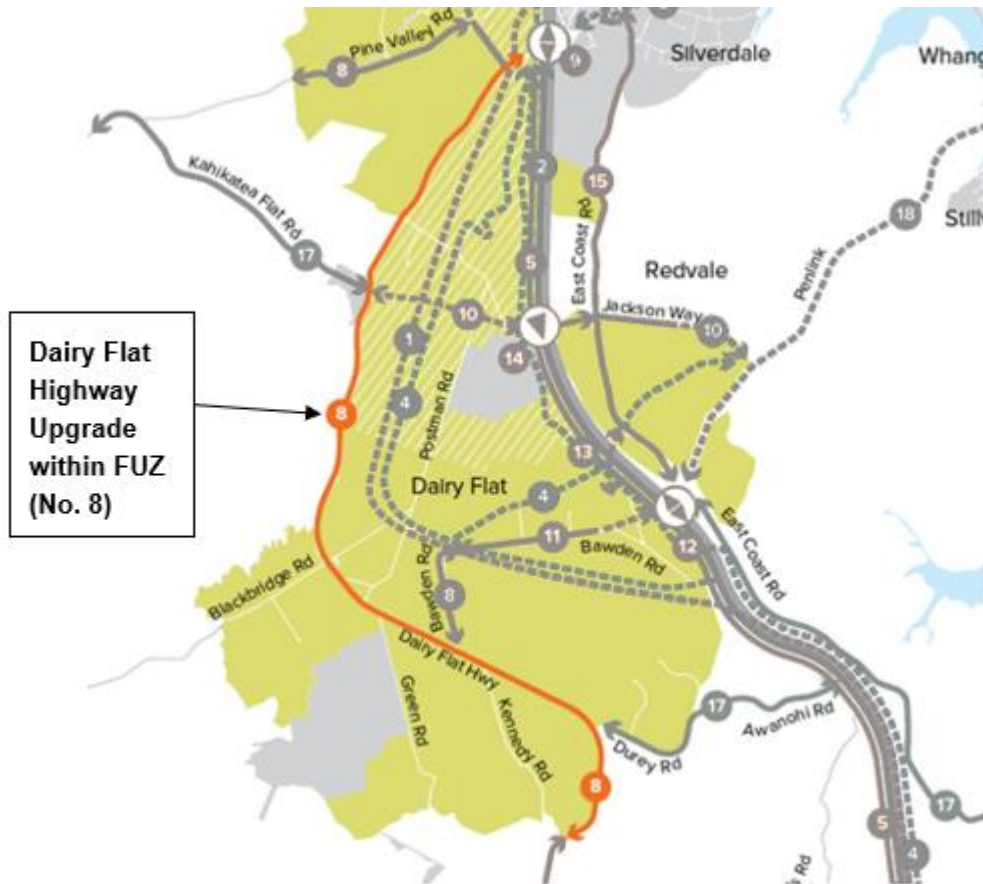 Pine Valley Rd
8
9
Silverdale
2
15
18
Kahikatea Flat Rd
17
5
East Coast Rd
Redvale
Penlink
Jackson Way
10
10
1
14
Dairy Flat
Highway
Upgrade
within FUZ
(No. 8)
8
4
Postman Rd
13
Dairy Flat
4
East Coast Rd
11
Bawden Rd
12
Bawden Rd
8
Blackbridge Rd
Dairy Flat Hwy
Green Rd
Kennedy Rd
17
Awanohi Rd
Durey Rd
8
17
5
4